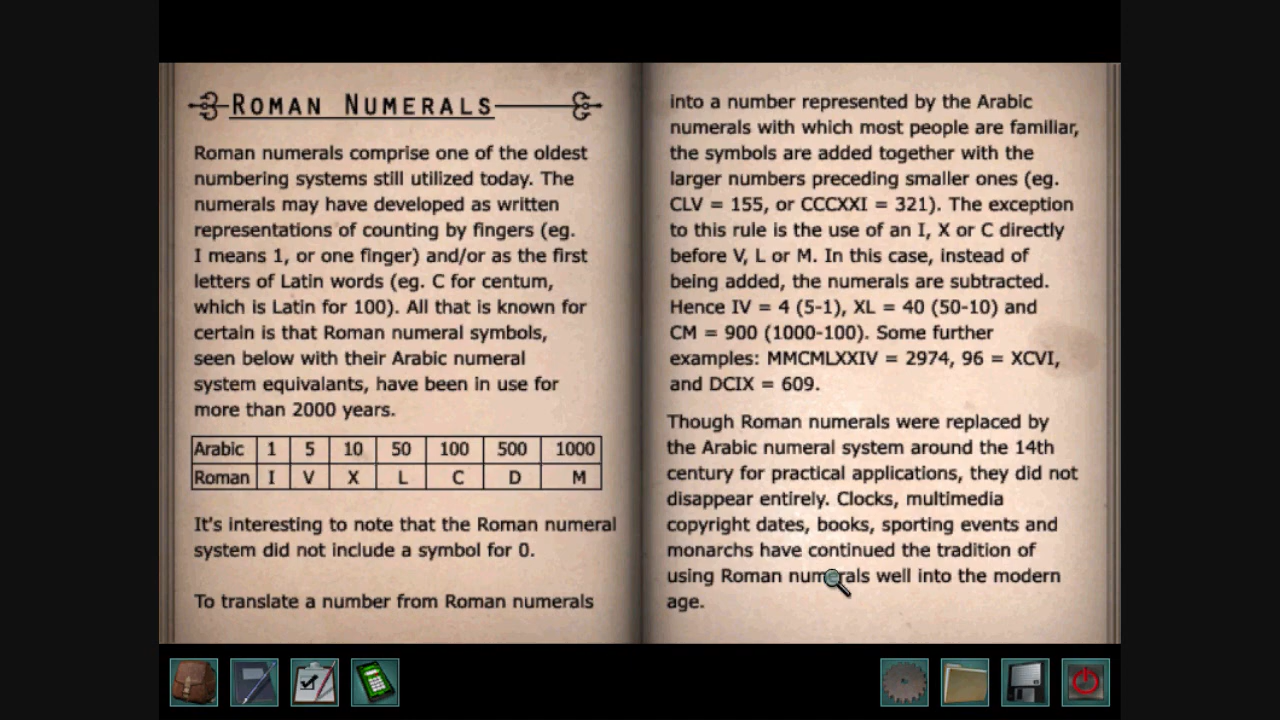 ROMAN NUMERALS
Roman numerals comprise one of the oldest
numbering systems still utilized today. The
numerals may have developed as written
representations of counting by fingers (eg.
I means 1, or one finger) and/or as the first
letters of Latin words (eg. C for centum,
which is Latin for 100). All that is known for
certain is that Roman numeral symbols,
seen below with their Arabic numeral
system equivalants, have been in use for
more than 2000 years.
Arabic 1 5 10 50 100 500 1000
Roman I V X L C D M
It's interesting to note that the Roman numeral
system did not include a symbol for 0.
To translate a number from Roman numerals
into a number represented by the Arabic
numerals with which most people are familiar,
the symbols are added together with the
larger numbers preceding smaller ones (eg.
CLV = 155, or CCCXXI = 321). The exception
to this rule is the use of an I, X or C directly
before V, L or M. In this case, instead of
being added, the numerals are subtracted.
Hence IV = 4 (5-1), XL = 40 (50-10) and
CM = 900 (1000-100). Some further
examples: MMCMLXXIV = 2974, 96 = XCVI,
and DCIX = 609.
Though Roman numerals were replaced by
the Arabic numeral system around the 14th
century for practical applications, they did not
disappear entirely. Clocks, multimedia
copyright dates, books, sporting events and
monarchs have continued the tradition of
using Roman numerals well into the modern
age.